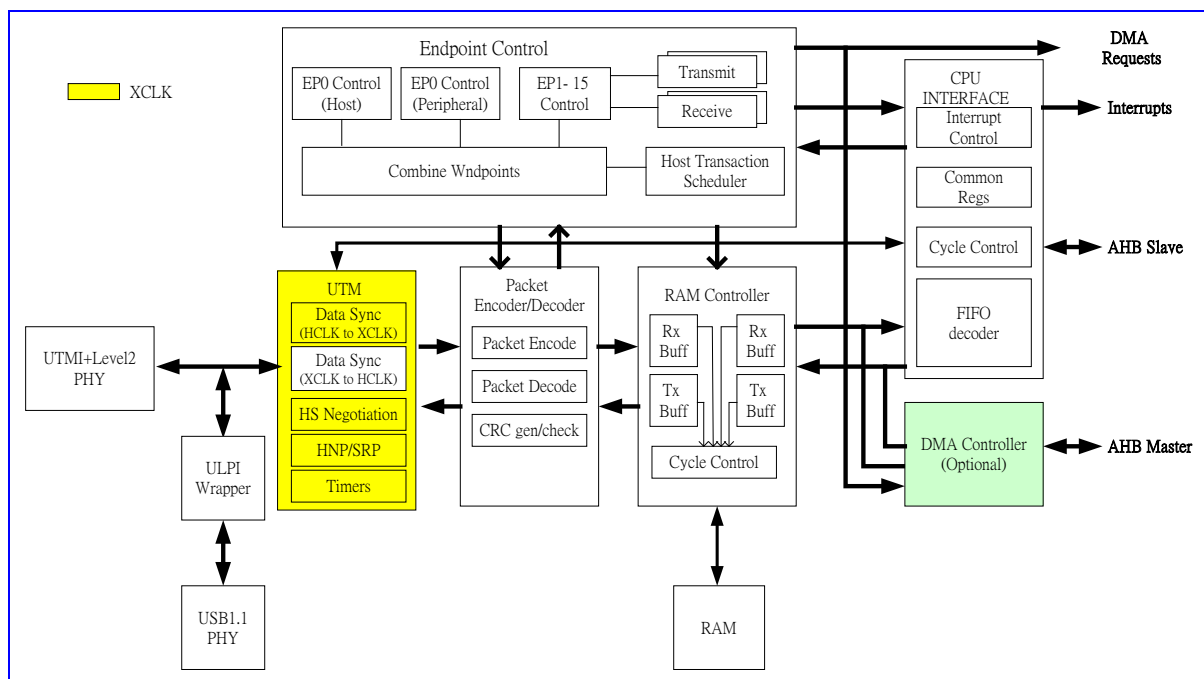 XCLK
Endpoint Control
EP0 Control
(Host)
EP0 Control
(Peripheral)
EP1- 15
Control
Transmit
Receive
Combine Wndpoints
Host Transaction
Scheduler
DMA
Requests
CPU
INTERFACE
Interrupt
Control
Common
Regs
Cycle Control
FIFO
decoder
Interrupts
AHB Slave
UTMI+Level2
PHY
ULPI
Wrapper
USB1.1
PHY
UTM
Data Sync
(HCLK to XCLK)
Data Sync
(XCLK to HCLK)
HS Negotiation
HNP/SRP
Timers
Packet
Encoder/Decoder
Packet Encode
Packet Decode
CRC gen/check
RAM Controller
Rx
Buff
Rx
Buff
Tx
Buff
Tx
Buff
Cycle Control
RAM
DMA Controller
(Optional)
AHB Master